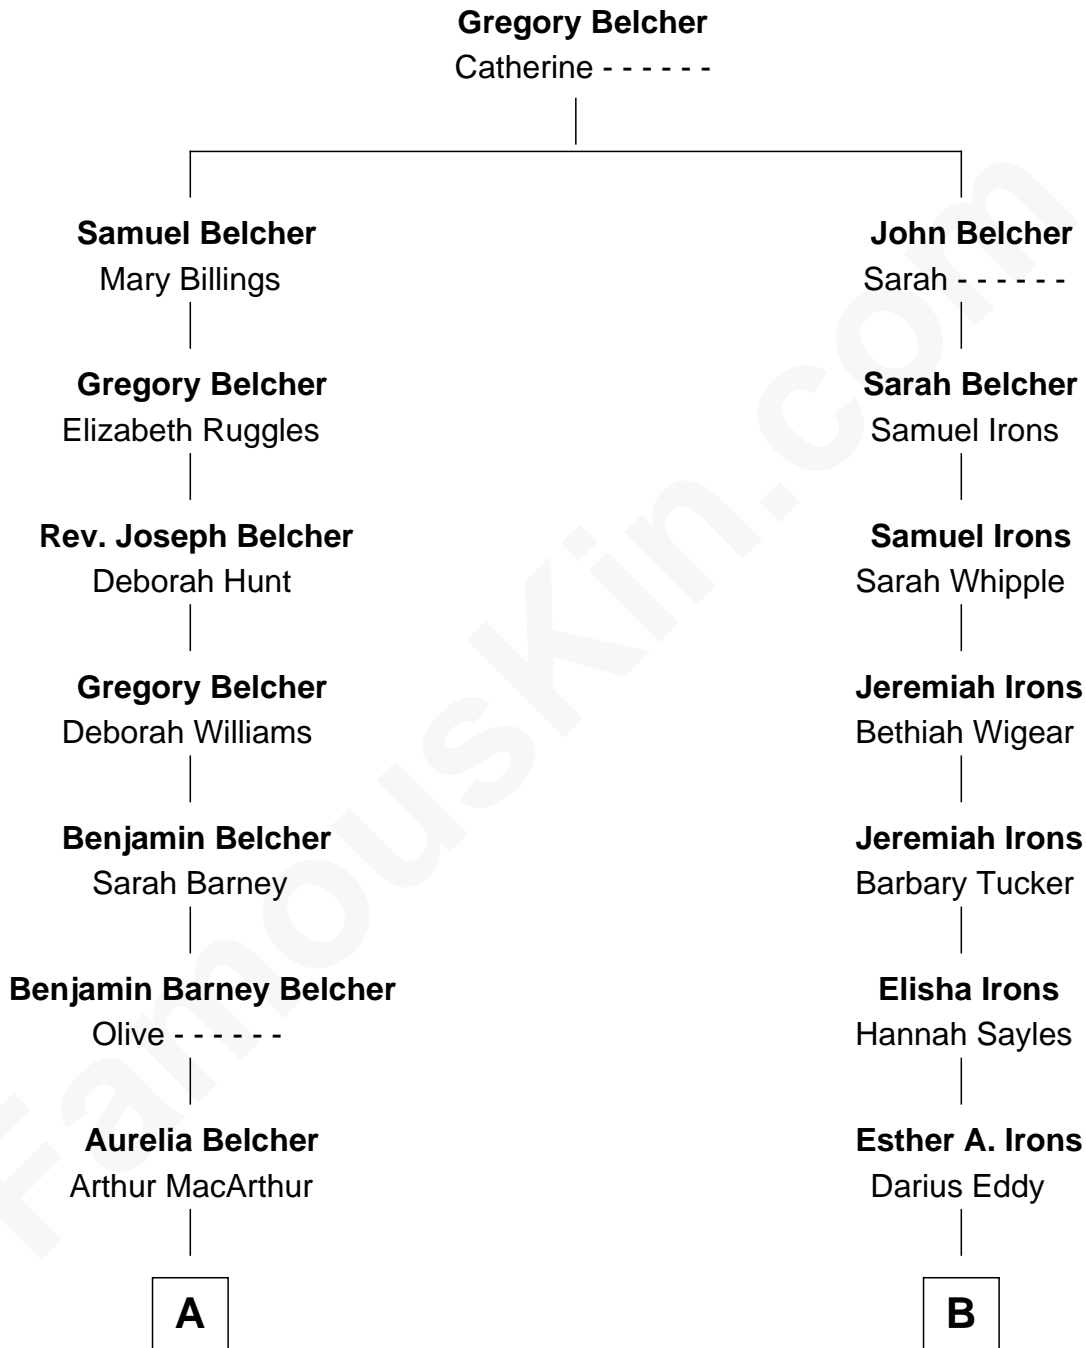 Gregory Belcher
Catherine - - - - - -
Samuel Belcher
Mary Billings
John Belcher
Sarah - - - - - -
Gregory Belcher
Elizabeth Ruggles
Sarah Belcher
Samuel Irons
Rev. Joseph Belcher
Deborah Hunt
Samuel Irons
Sarah Whipple
Gregory Belcher
Deborah Williams
Jeremiah Irons
Bethiah Wigear
Benjamin Belcher
Sarah Barney
Jeremiah Irons
Barbary Tucker
Benjamin Barney Belcher
Olive - - - - - -
Elisha Irons
Hannah Sayles
Aurelia Belcher
Arthur MacArthur
Esther A. Irons
Darius Eddy
A
B
FamousKin.com